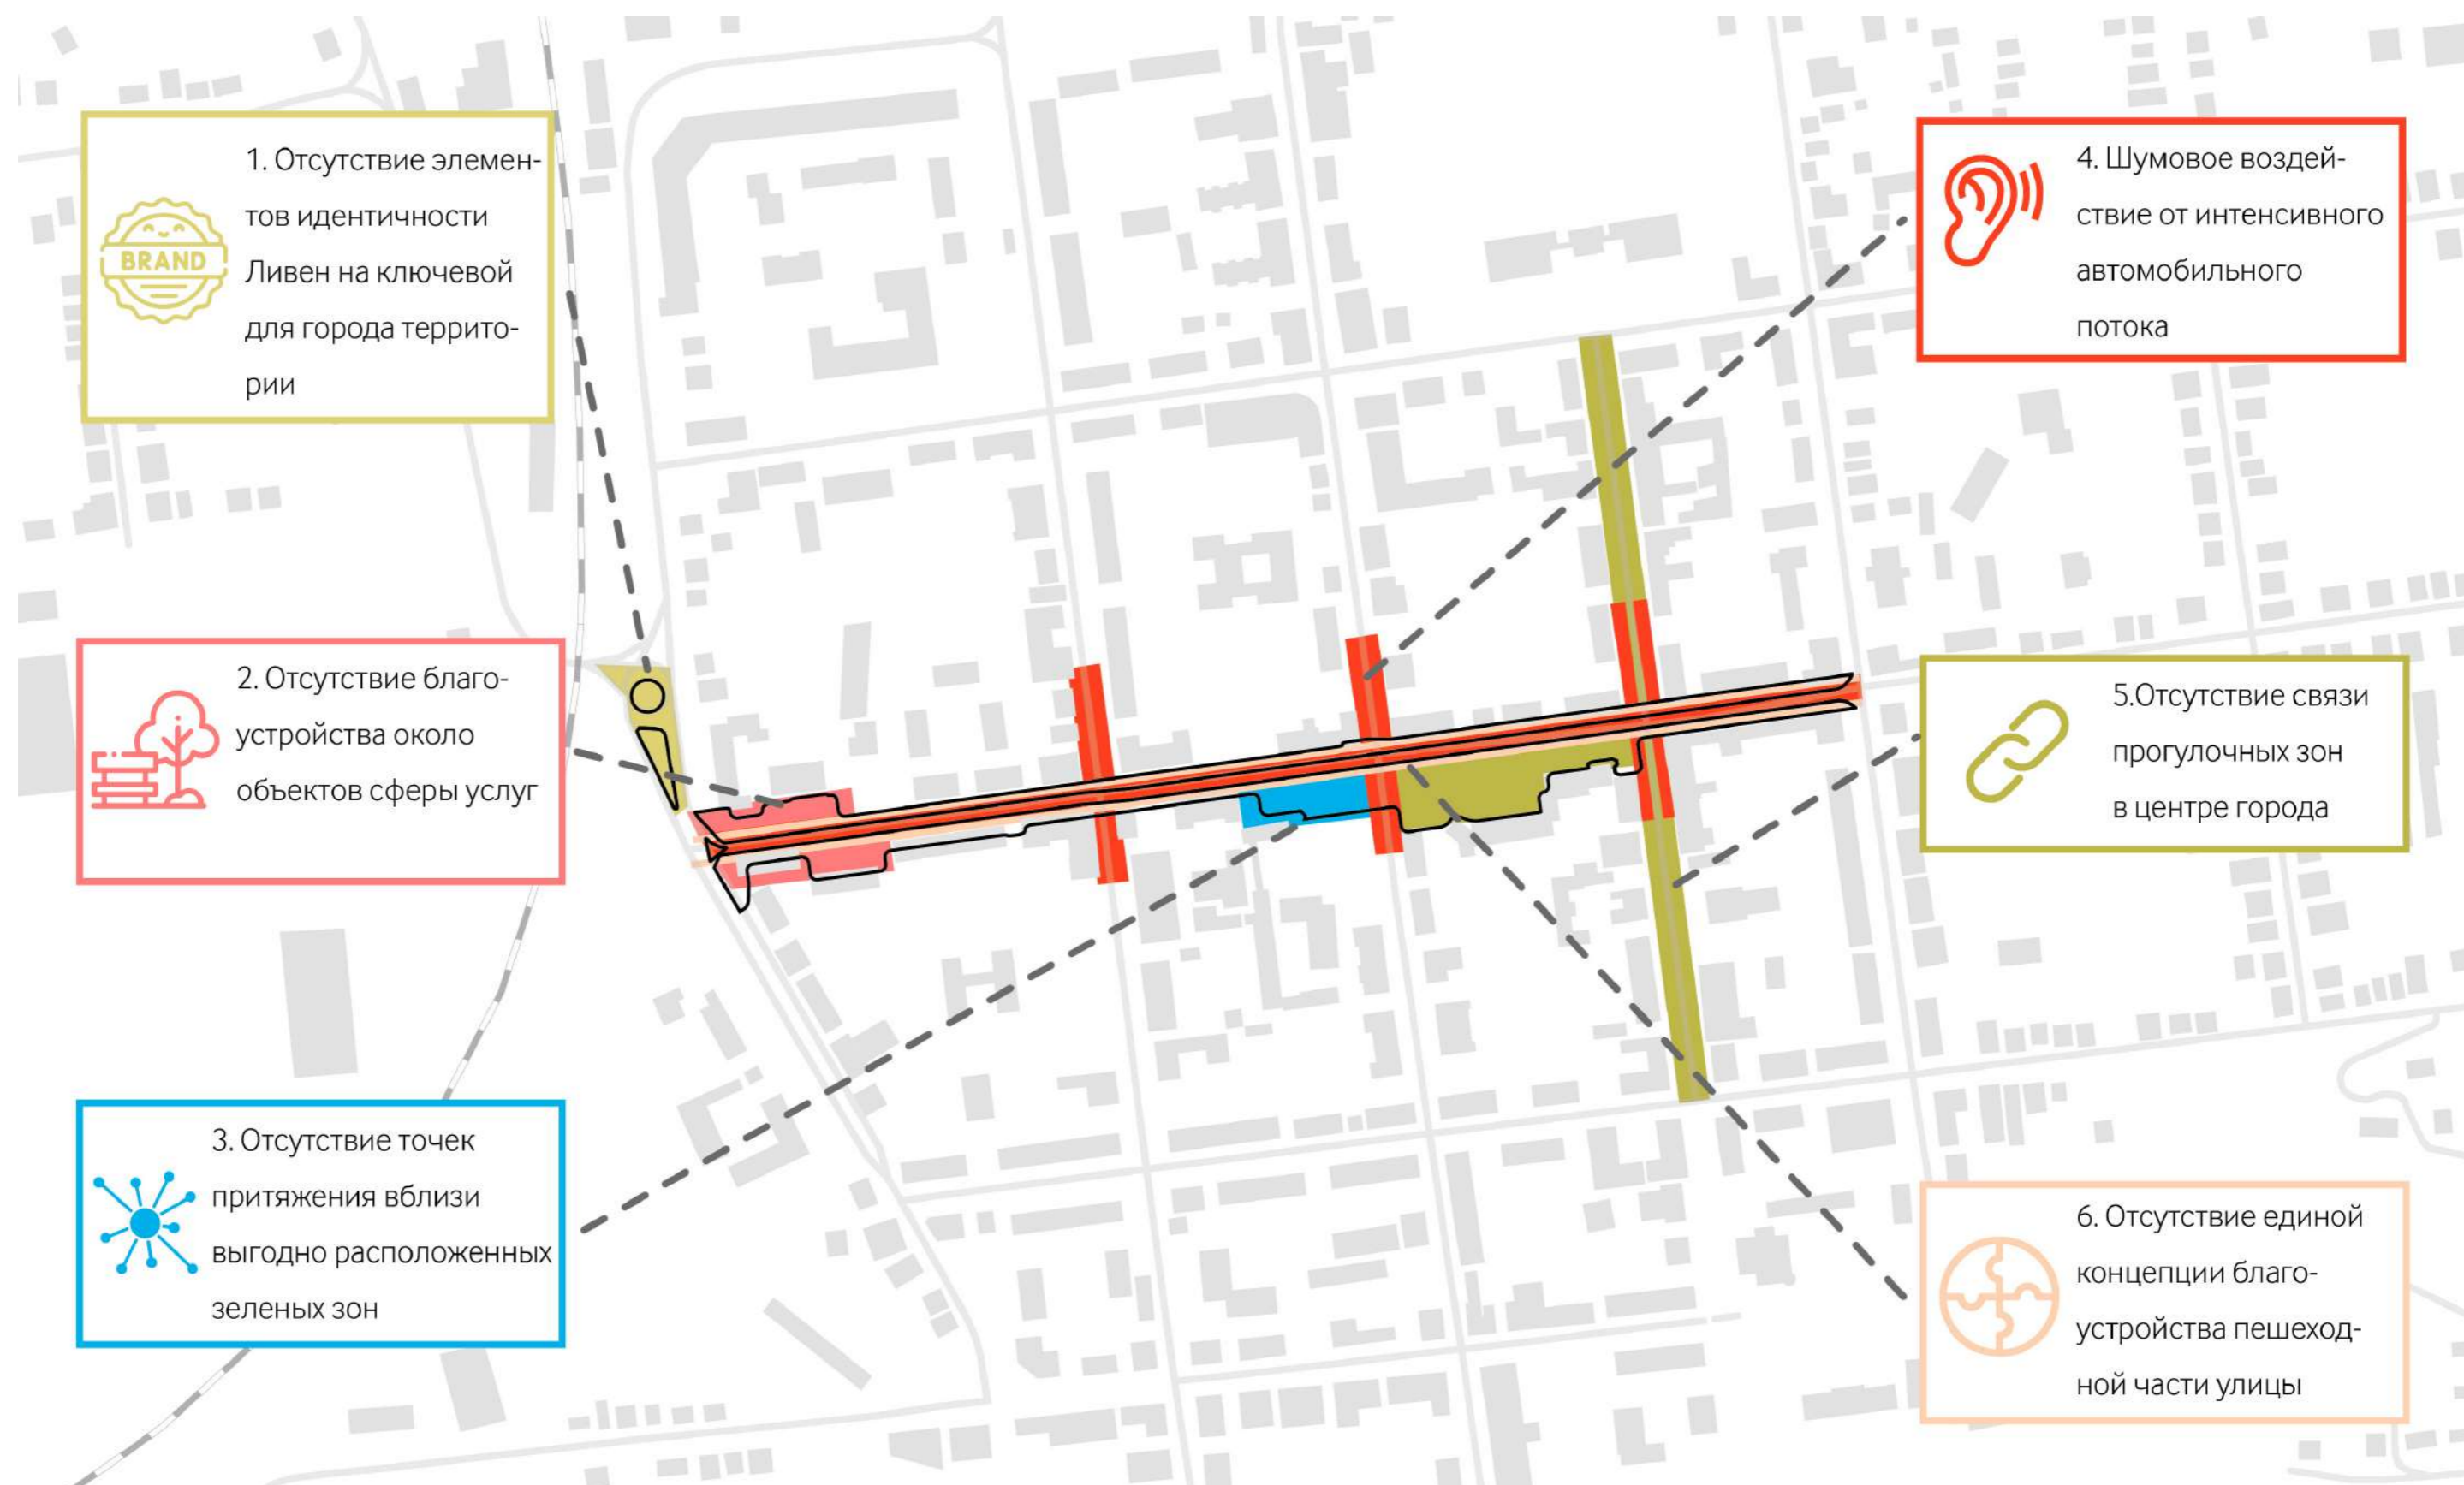 1. Отсутствие элемен-
тов идентичности
Ливен на ключевой
для города террито-
рии
BRAND
2. Отсутствие благо-
устройства около
объектов сферы услуг
3. Отсутствие точек
притяжения вблизи
выгодно расположенных
зеленых зон
4. Шумовое воздей-
ствие от интенсивного
автомобильного
потока
5.Отсутствие связи
прогулочных зон
в центре города
6. Отсутствие единой
концепции благо-
устройства пешеход-
ной части улицы